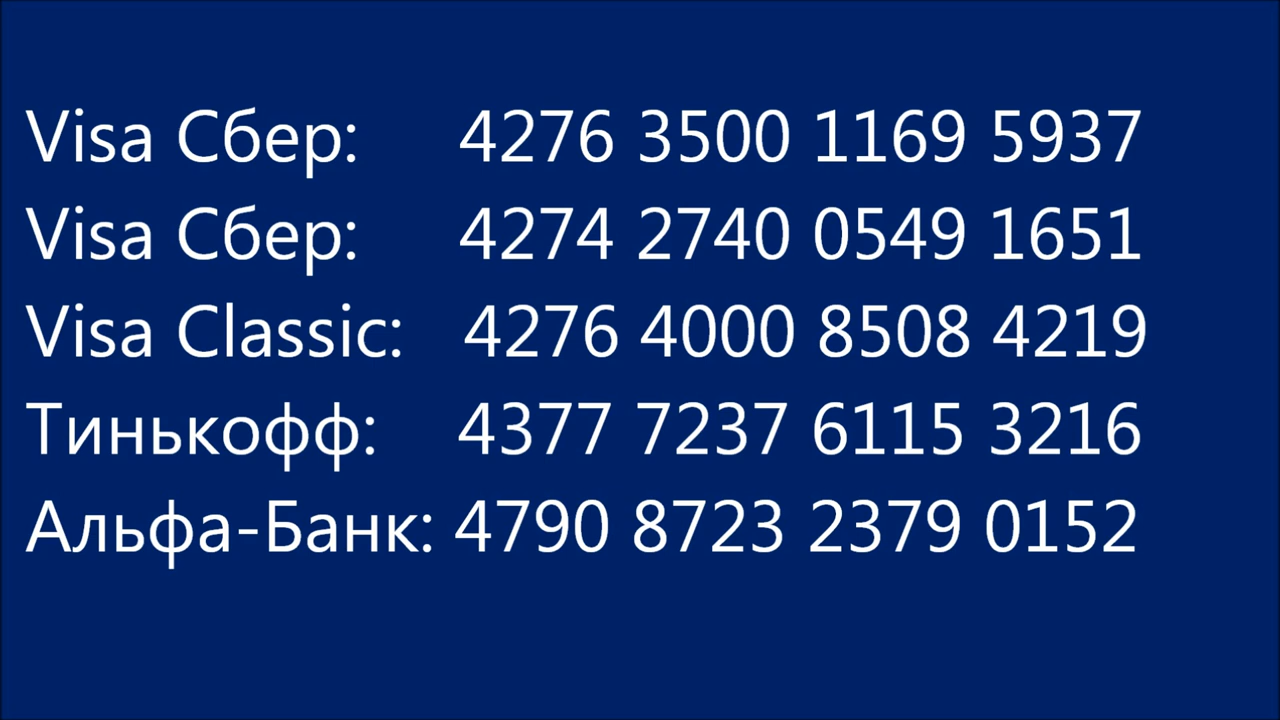 Visa Сбер: 4276 3500 1169 5937
Visa Сбер: 4274 2740 0549 1651
Visa Classic: 4276 4000 8508 4219
Тинькофф: 4377 7237 6115 3216
Альфа-Банк: 4790 8723 2379 0152